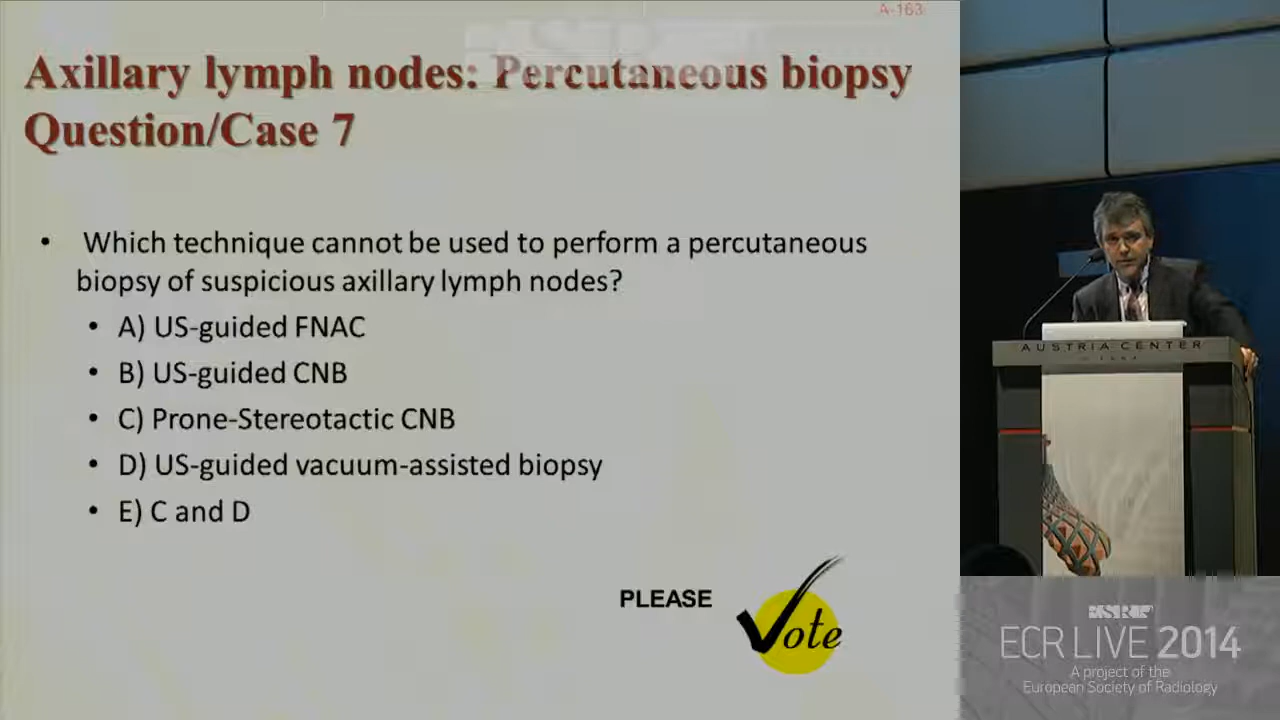 A-163
Axillary lymph nodes: Percutaneous biopsy
Question/Case 7
• Which technique cannot be used to perform a percutaneous
biopsy of suspicious axillary lymph nodes?
• A) US-guided FNAC
• B) US-guided CNB
• C) Prone-Stereotactic CNB
• D) US-guided vacuum-assisted biopsy
• E) C and D
PLEASE
Vote
AUSTRIA CENTER
ECR LIVE 2014
A project of the
European Society of Radiology